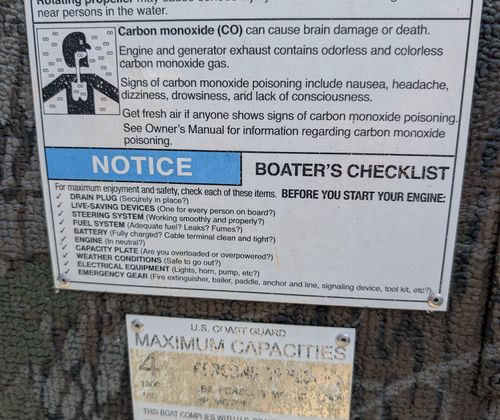 Rotating propeller may cause serious injury
near persons in the water.
Carbon monoxide (CO) can cause brain damage or death.
Engine and generator exhaust contains odorless and colorless
carbon monoxide gas.
Signs of carbon monoxide poisoning include nausea, headache,
dizziness, drowsiness, and lack of consciousness.
Get fresh air if anyone shows signs of carbon monoxide poisoning.
See Owner's Manual for information regarding carbon monoxide
poisoning.
NOTICE
BOATER'S CHECKLIST
For maximum enjoyment and safety, check each of these items. BEFORE YOU START YOUR ENGINE:
✓ DRAIN PLUG (Securely in place?)
✓ LIVE-SAVING DEVICES (One for every person on board?)
✓ STEERING SYSTEM (Working smoothly and properly?)
✓ FUEL SYSTEM (Adequate fuel? Leaks? Fumes?)
✓ BATTERY (Fully charged? Cable terminal clean and tight?)
✓ ENGINE (In neutral?)
✓ CAPACITY PLATE (Are you overloaded or overpowered?)
✓ WEATHER CONDITIONS (Safe to go out?)
✓ ELECTRICAL EQUIPMENT (Lights, horn, pump, etc?)
✓ EMERGENCY GEAR (Fire extinguisher, bailer, paddle, anchor and line, signaling device, tool kit, etc?)
U.S. COAST GUARD
MAXIMUM CAPACITIES
4
THIS BOAT COMPLIES WITH U.S.